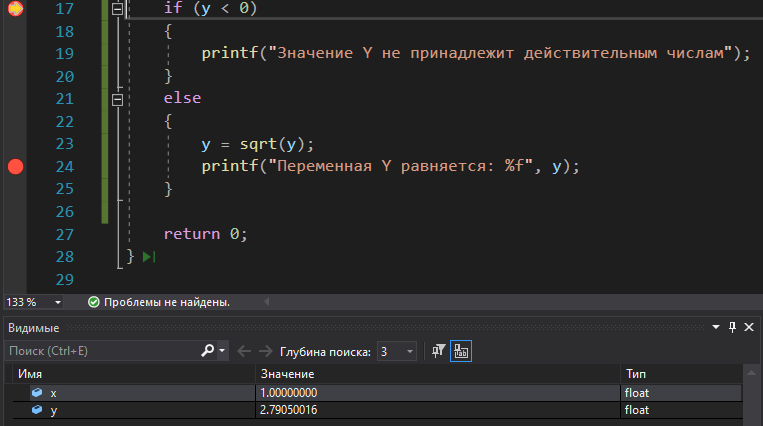 17 if (y < 0)
18 {
19 printf("Значение Y не принадлежит действительным числам");
20 }
21 else
22 {
23 y = sqrt(y);
24 printf("Переменная Y равняется: %f", y);
25 }
26
27 return 0;
28 }
29
133 % Проблемы не найдены.
Видимые
Поиск (Ctrl+E) Глубина поиска: 3
Имя Значение Тип
x 1.00000000 float
y 2.79050016 float